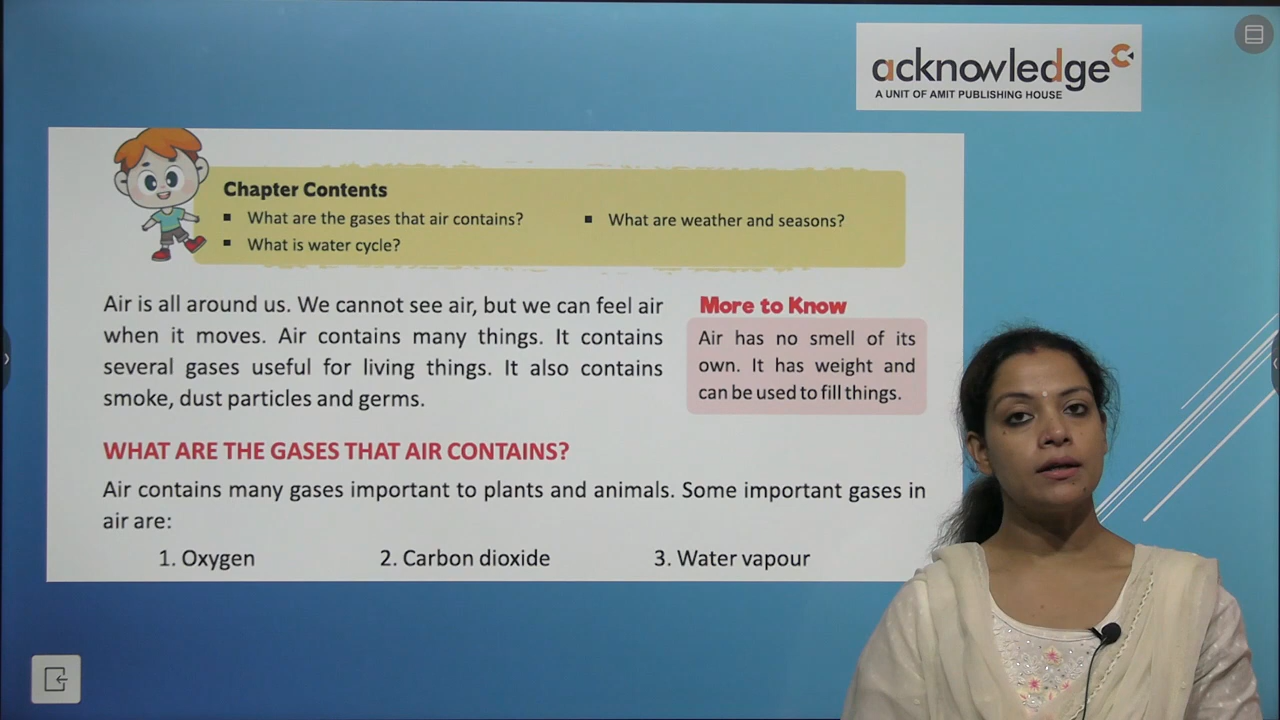 acknowledge
A UNIT OF AMIT PUBLISHING HOUSE
Chapter Contents
What are the gases that air contains?
What are weather and seasons?
What is water cycle?
Air is all around us. We cannot see air, but we can feel air
when it moves. Air contains many things. It contains
several gases useful for living things. It also contains
smoke, dust particles and germs.
More to Know
Air has no smell of its
own. It has weight and
can be used to fill things.
WHAT ARE THE GASES THAT AIR CONTAINS?
Air contains many gases important to plants and animals. Some important gases in
air are:
1. Oxygen 2. Carbon dioxide 3. Water vapour